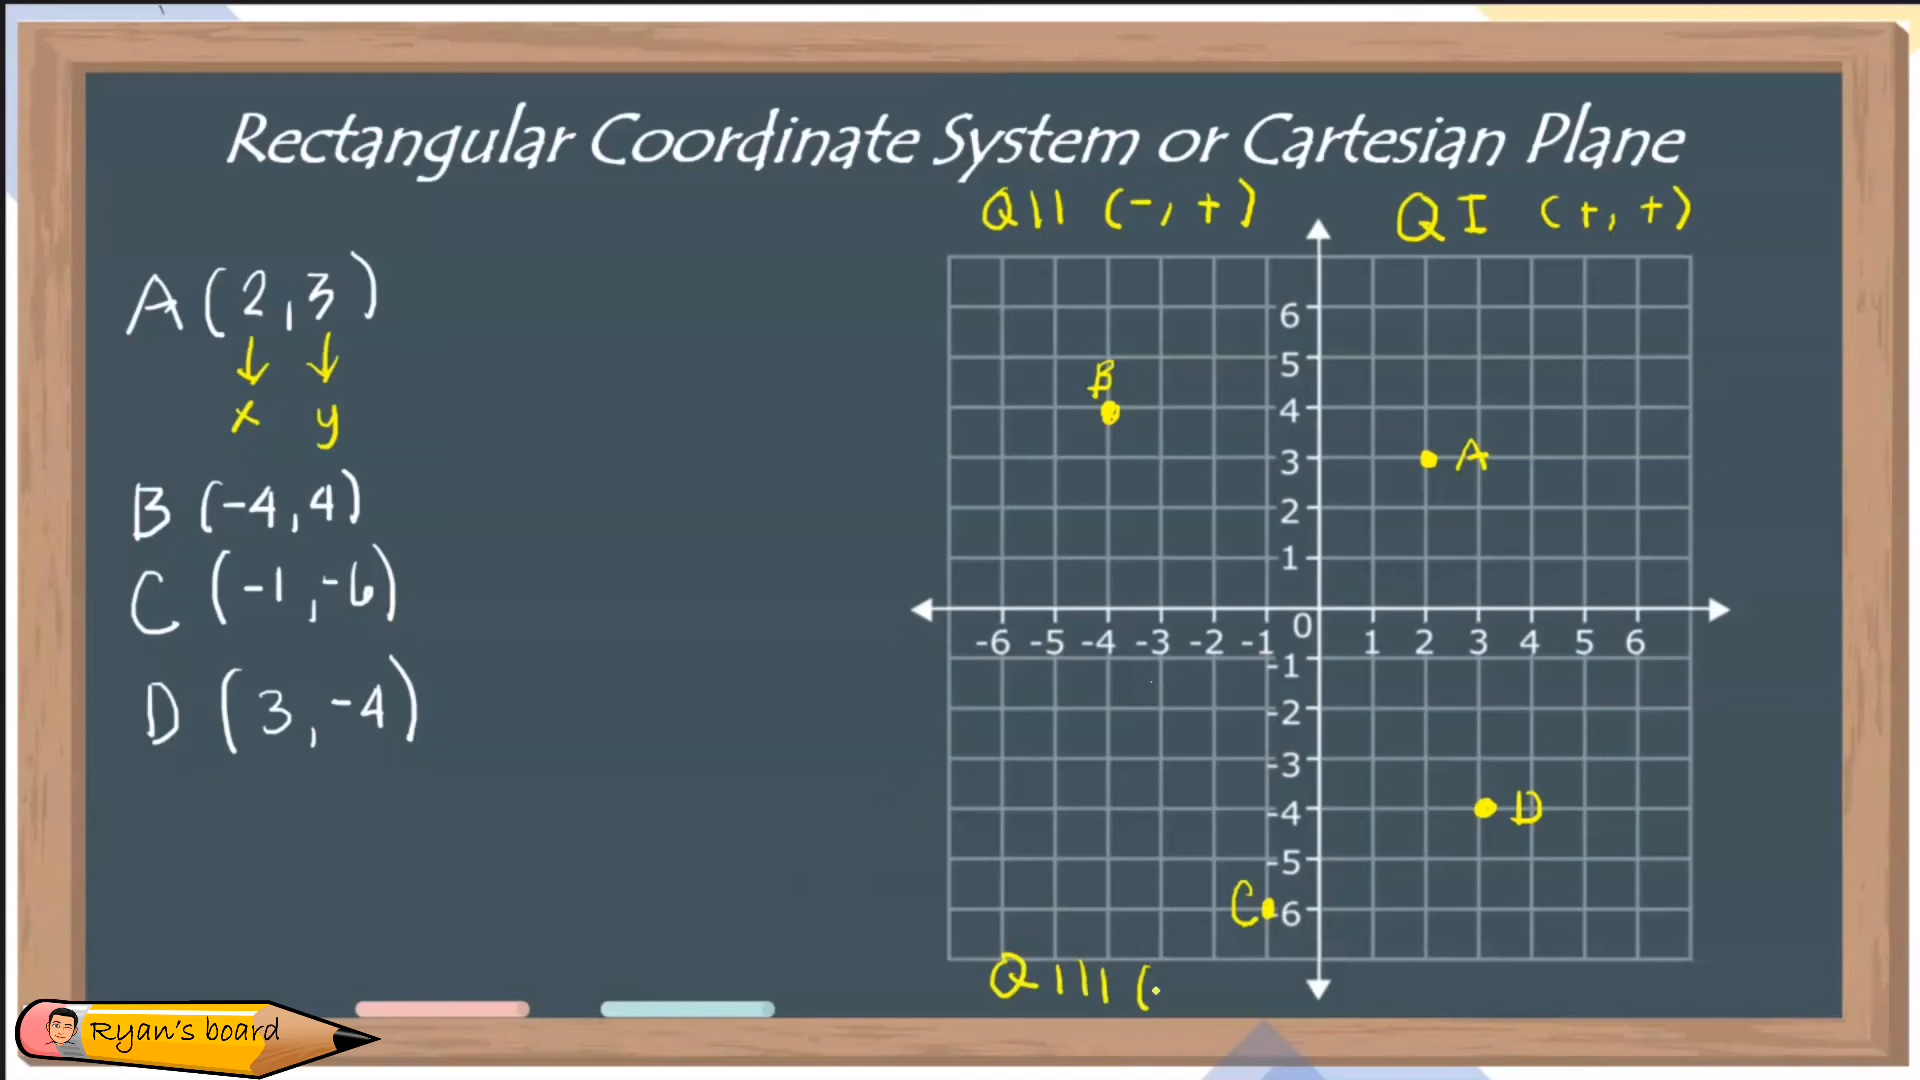 Rectangular Coordinate System or Cartesian Plane
QII (-, +)
QI (+, +)
A (2, 3)
x y
B (-4, 4)
C (-1, -6)
D (3, -4)
6
5
B
4
3
A
2
1
0
-6 -5 -4 -3 -2 -1 1 2 3 4 5 6
-1
-2
-3
-4
D
-5
C
-6
QIII (
Ryan's board